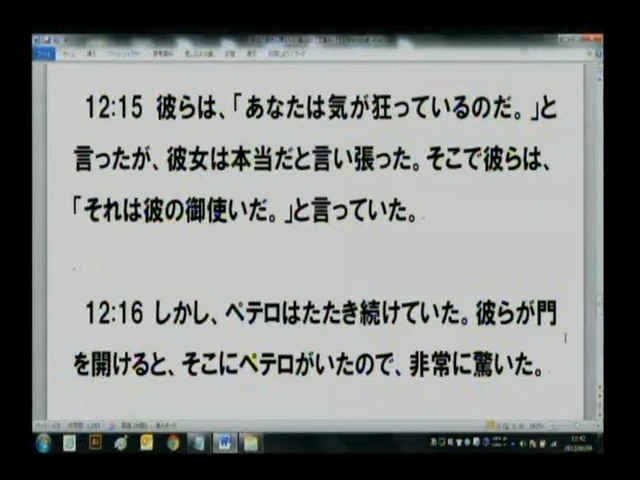 12:15 彼らは、「あなたは気が狂っているのだ。」と
言ったが、彼女は本当だと言い張った。そこで彼らは、
「それは彼の御使いだ。」と言っていた。
12:16 しかし、ペテロはたたき続けていた。彼らが門
を開けると、そこにペテロがいたので、非常に驚いた。